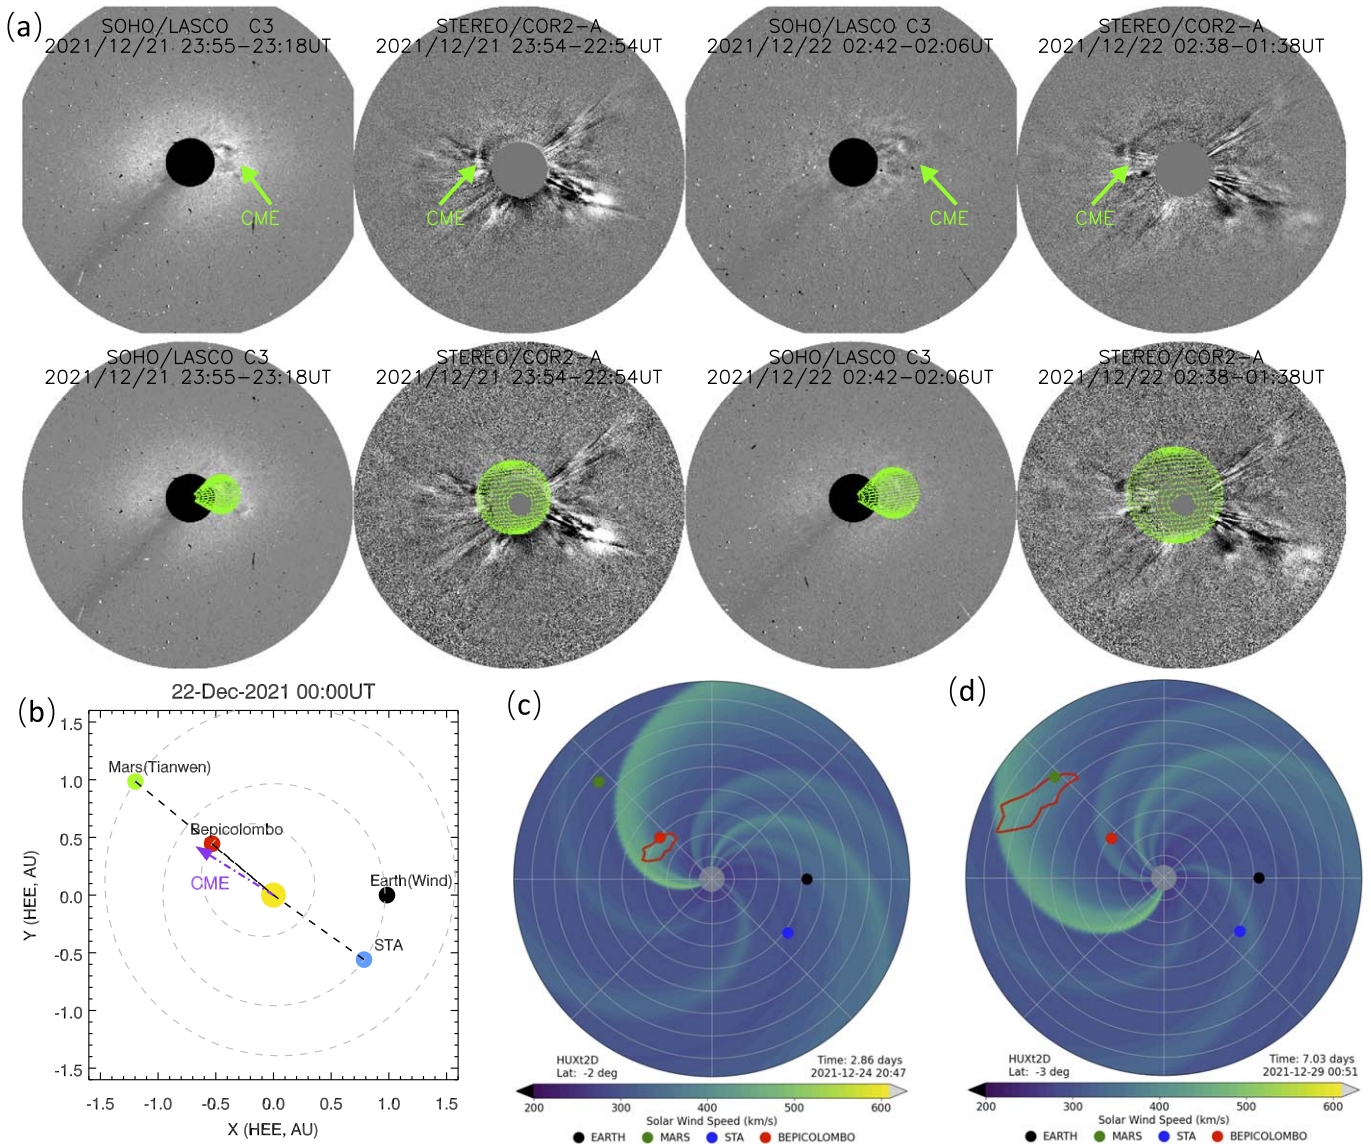 (a)
SOHO/LASCO C3
2021/12/21 23:55-23:18UT
STEREO/COR2-A
2021/12/21 23:54-22:54UT
SOHO/LASCO C3
2021/12/22 02:42-02:06UT
STEREO/COR2-A
2021/12/22 02:38-01:38UT
CME
CME
CME
CME
SOHO/LASCO C3
2021/12/21 23:55-23:18UT
STEREO/COR2-A
2021/12/21 23:54-22:54UT
SOHO/LASCO C3
2021/12/22 02:42-02:06UT
STEREO/COR2-A
2021/12/22 02:38-01:38UT
(b)
22-Dec-2021 00:00UT
1.5
1.0
0.5
0.0
-0.5
-1.0
-1.5
Y (HEE, AU)
Mars(Tianwen)
Bepicolombo
CME
Earth(Wind)
STA
-1.5 -1.0 -0.5 0.0 0.5 1.0 1.5
X (HEE, AU)
(c)
HUXt2D
Lat: -2 deg
Time: 2.86 days
2021-12-24 20:47
200 300 400 500 600
Solar Wind Speed (km/s)
EARTH MARS STA BEPICOLOMBO
(d)
HUXt2D
Lat: -3 deg
Time: 7.03 days
2021-12-29 00:51
200 300 400 500 600
Solar Wind Speed (km/s)
EARTH MARS STA BEPICOLOMBO